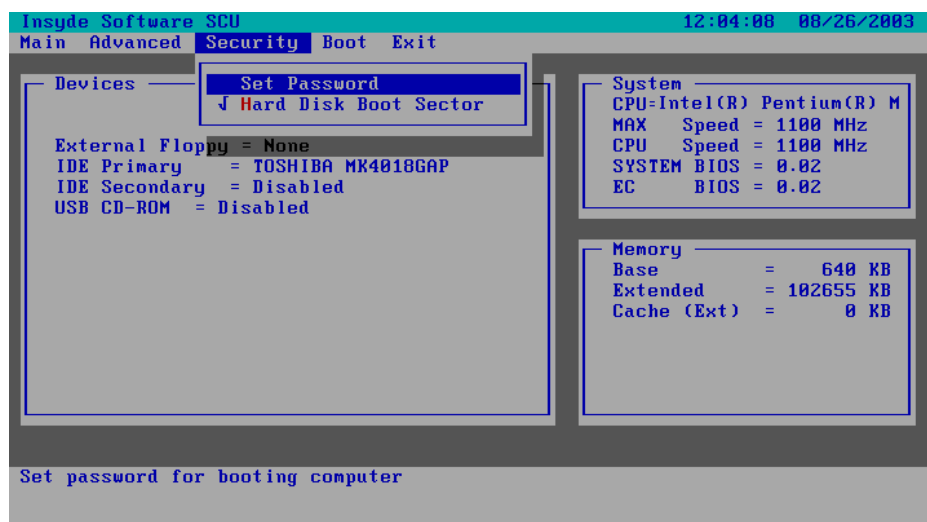 Insyde Software SCU 12:04:08 08/26/2003
Main Advanced Security Boot Exit
Set Password
√ Hard Disk Boot Sector
Devices
External Floppy = None
IDE Primary = TOSHIBA MK4018GAP
IDE Secondary = Disabled
USB CD-ROM = Disabled
System
CPU=Intel(R) Pentium(R) M
MAX Speed = 1100 MHz
CPU Speed = 1100 MHz
SYSTEM BIOS = 0.02
EC BIOS = 0.02
Memory
Base = 640 KB
Extended = 102655 KB
Cache (Ext) = 0 KB
Set password for booting computer